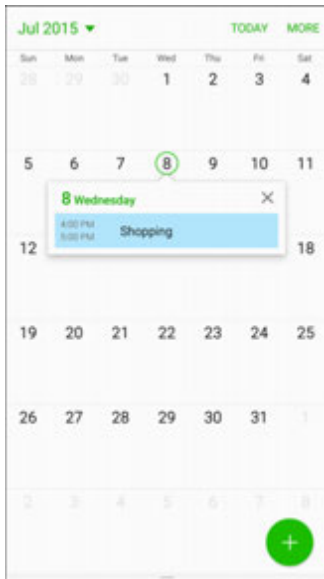 Jul 2015 TODAY MORE
Sun Mon Tue Wed Thu Fri Sat
28 29 30 1 2 3 4
5 6 7 8 9 10 11
8 Wednesday
4:00 PM
5:00 PM
Shopping
12 18
19 20 21 22 23 24 25
26 27 28 29 30 31 1
2 3 4 5 6 7 8